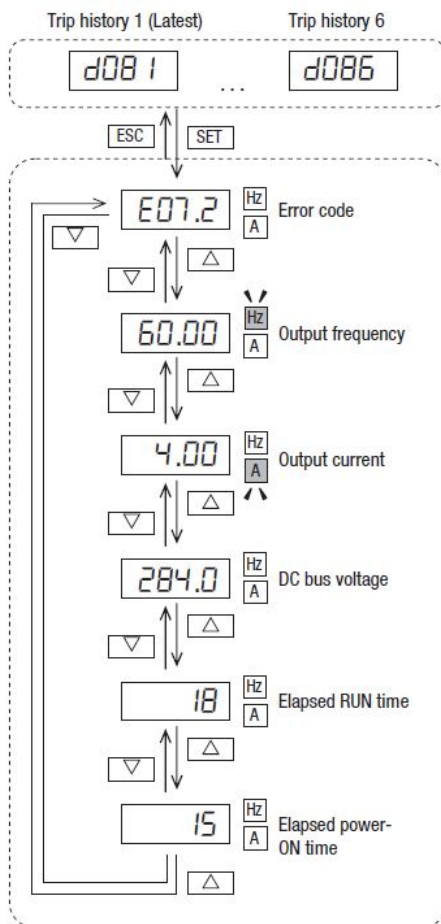 Trip history 1 (Latest) Trip history 6
d081 ... d086
ESC SET
E07.2 Hz A Error code
60.00 Hz A Output frequency
4.00 Hz A Output current
284.0 Hz A DC bus voltage
18 Hz A Elapsed RUN time
15 Hz A Elapsed power-
ON time